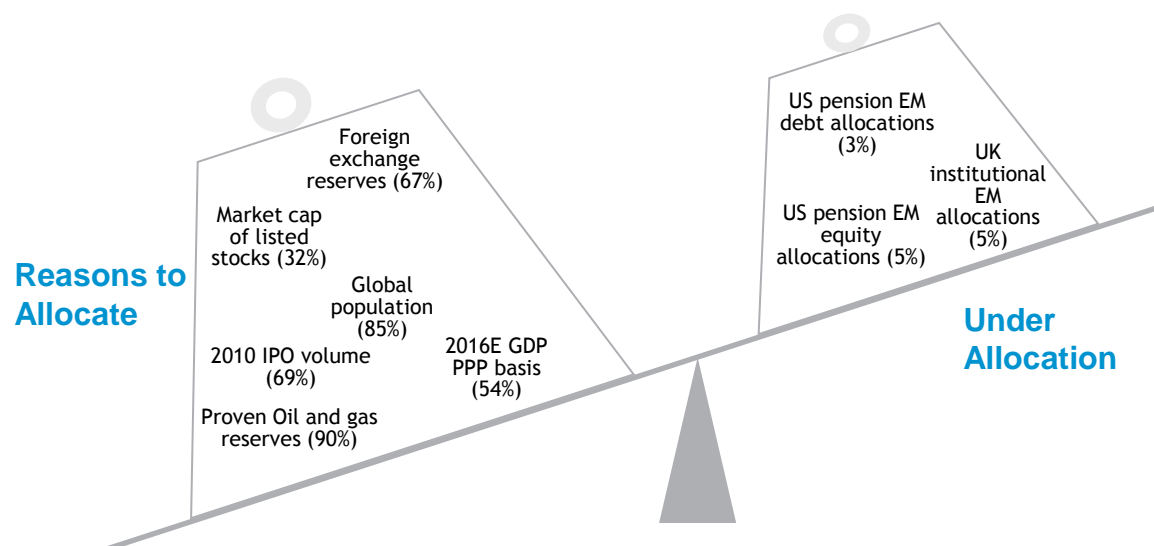 Reasons to
Allocate
Foreign
exchange
reserves (67%)
Market cap
of listed
stocks (32%)
Global
population
(85%)
2010 IPO volume
(69%)
2016E GDP
PPP basis
(54%)
Proven Oil and gas
reserves (90%)
US pension EM
debt allocations
(3%)
UK
institutional
EM
allocations
(5%)
US pension EM
equity
allocations (5%)
Under
Allocation